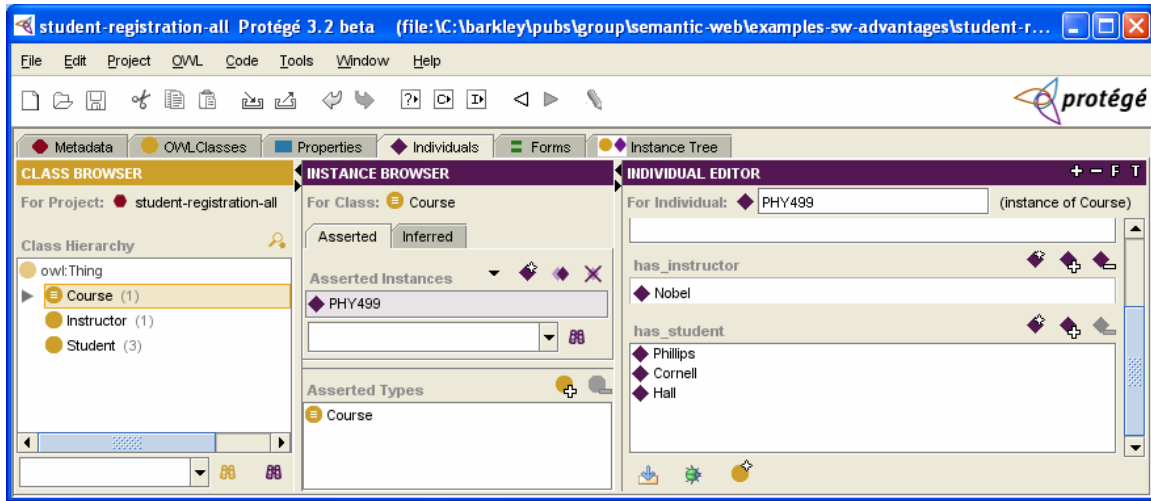 student-registration-all Protégé 3.2 beta (file:\C:\barkley\pubs\group\semantic-web\examples-sw-advantages\student-r...
File Edit Project OWL Code Tools Window Help
protégé
Metadata OWLClasses Properties Individuals Forms Instance Tree
CLASS BROWSER
For Project: student-registration-all
Class Hierarchy
owl:Thing
Course (1)
Instructor (1)
Student (3)
INSTANCE BROWSER
For Class: Course
Asserted Inferred
Asserted Instances
PHY499
Asserted Types
Course
INDIVIDUAL EDITOR + - F T
For Individual: PHY499 (instance of Course)
has_instructor
Nobel
has_student
Phillips
Cornell
Hall